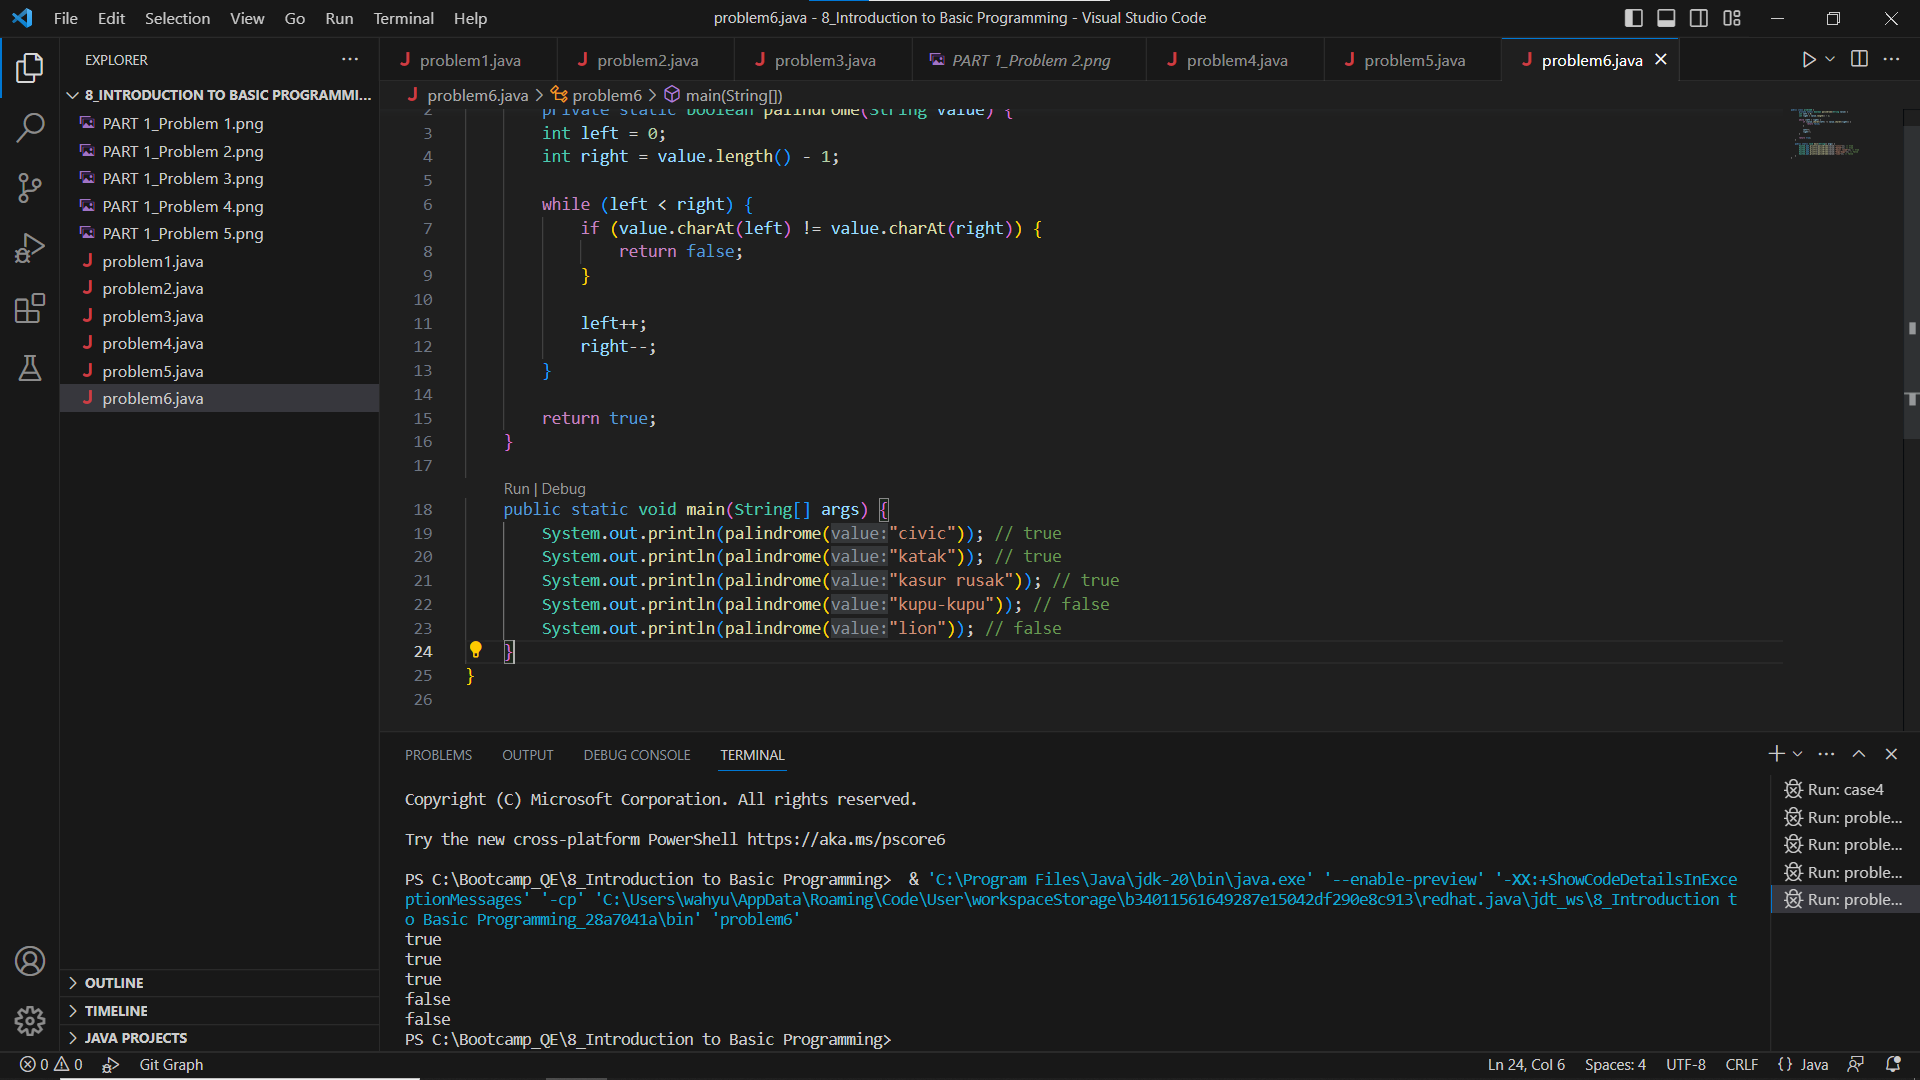 File Edit Selection View Go Run Terminal Help
problem6.java - 8_Introduction to Basic Programming - Visual Studio Code
EXPLORER
8_INTRODUCTION TO BASIC PROGRAMMI...
PART 1_Problem 1.png
PART 1_Problem 2.png
PART 1_Problem 3.png
PART 1_Problem 4.png
PART 1_Problem 5.png
problem1.java
problem2.java
problem3.java
problem4.java
problem5.java
problem6.java
OUTLINE
TIMELINE
JAVA PROJECTS
problem1.java problem2.java problem3.java PART 1_Problem 2.png problem4.java problem5.java problem6.java
problem6.java > problem6 > main(String[])
2 private static boolean palindrome(String value) {
3 int left = 0;
4 int right = value.length() - 1;
5
6 while (left < right) {
7 if (value.charAt(left) != value.charAt(right)) {
8 return false;
9 }
10
11 left++;
12 right--;
13 }
14
15 return true;
16 }
17
Run | Debug
18 public static void main(String[] args) {
19 System.out.println(palindrome(value:"civic")); // true
20 System.out.println(palindrome(value:"katak")); // true
21 System.out.println(palindrome(value:"kasur rusak")); // true
22 System.out.println(palindrome(value:"kupu-kupu")); // false
23 System.out.println(palindrome(value:"lion")); // false
24 }
25 }
26
PROBLEMS OUTPUT DEBUG CONSOLE TERMINAL
Copyright (C) Microsoft Corporation. All rights reserved.
Try the new cross-platform PowerShell https://aka.ms/pscore6
PS C:\Bootcamp_QE\8_Introduction to Basic Programming>  & 'C:\Program Files\Java\jdk-20\bin\java.exe' '--enable-preview' '-XX:+ShowCodeDetailsInExce
ptionMessages' '-cp' 'C:\Users\wahyu\AppData\Roaming\Code\User\workspaceStorage\b34011561649287e15042df290e8c913\redhat.java\jdt_ws\8_Introduction t
o Basic Programming_28a7041a\bin' 'problem6'
true
true
true
false
false
PS C:\Bootcamp_QE\8_Introduction to Basic Programming>
Run: case4
Run: proble...
Run: proble...
Run: proble...
Run: proble...
0 0 Git Graph
Ln 24, Col 6 Spaces: 4 UTF-8 CRLF {} Java